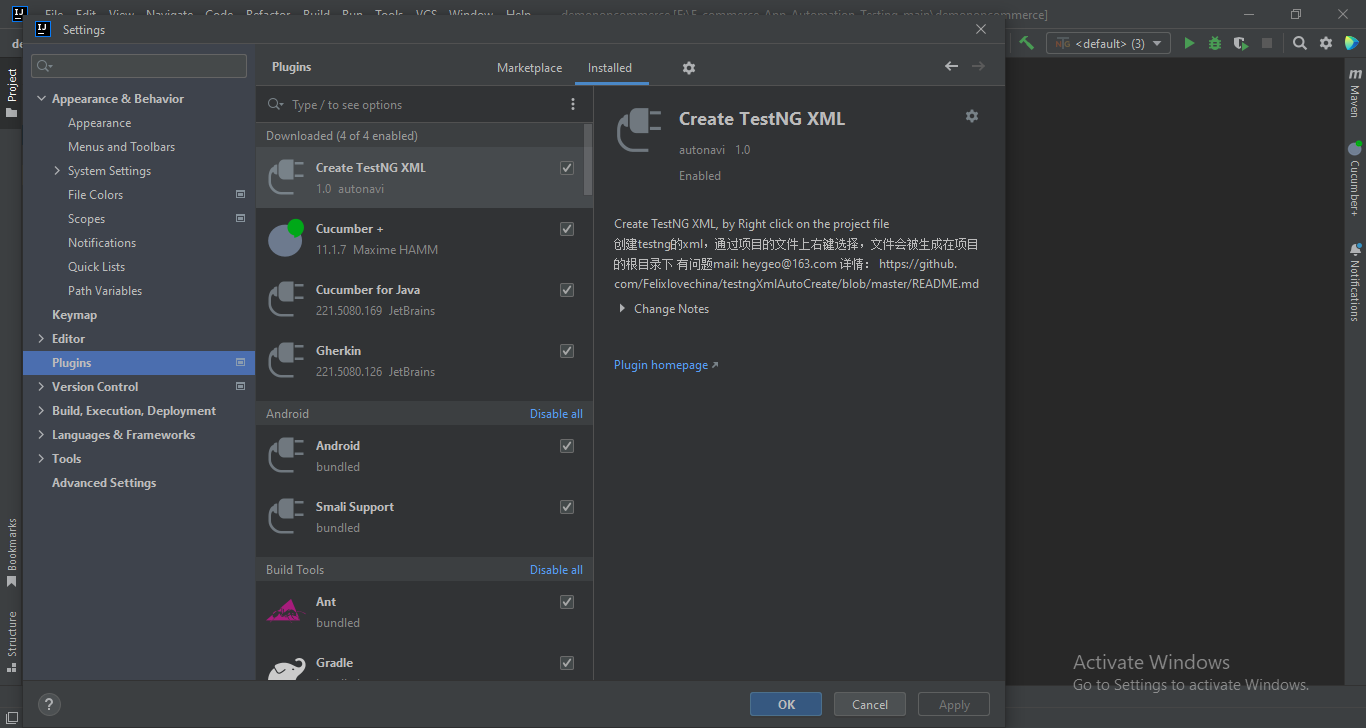 File Edit View Navigate Code Refactor Build Run Tools VCS Window Help
Settings
<default> (3)
Project
Bookmarks
Structure
Appearance & Behavior
Appearance
Menus and Toolbars
System Settings
File Colors
Scopes
Notifications
Quick Lists
Path Variables
Keymap
Editor
Plugins
Version Control
Build, Execution, Deployment
Languages & Frameworks
Tools
Advanced Settings
Plugins
Marketplace
Installed
Type / to see options
Downloaded (4 of 4 enabled)
Create TestNG XML
1.0 autonavi
Cucumber +
11.1.7 Maxime HAMM
Cucumber for Java
221.5080.169 JetBrains
Gherkin
221.5080.126 JetBrains
Android Disable all
Android
bundled
Smali Support
bundled
Build Tools Disable all
Ant
bundled
Gradle
Create TestNG XML
autonavi 1.0
Enabled
Create TestNG XML, by Right click on the project file
创建testng的xml，通过项目的文件上右键选择，文件会被生成在项目
的根目录下 有问题mail: heygeo@163.com 详情： https://github.
com/Felixlovechina/testngXmlAutoCreate/blob/master/README.md
Change Notes
Plugin homepage
?
OK
Cancel
Apply
m
Maven
Cucumber+
Notifications
Activate Windows
Go to Settings to activate Windows.